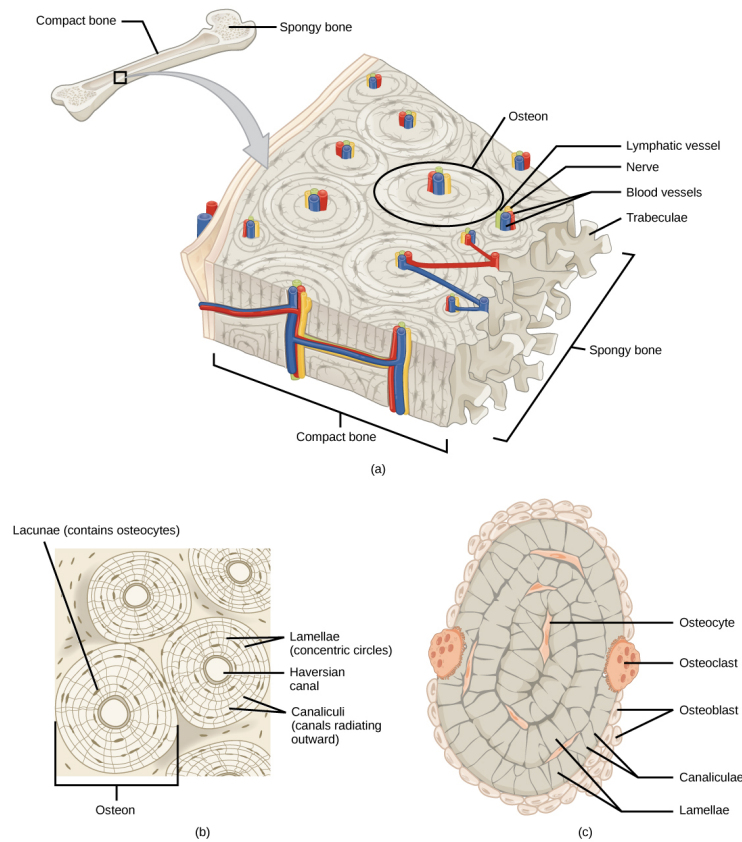 Compact bone
Spongy bone
Osteon
Lymphatic vessel
Nerve
Blood vessels
Trabeculae
Spongy bone
Compact bone
(a)
Lacunae (contains osteocytes)
Lamellae
(concentric circles)
Haversian
canal
Canaliculi
(canals radiating
outward)
Osteon
(b)
Osteocyte
Osteoclast
Osteoblast
Canaliculae
Lamellae
(c)